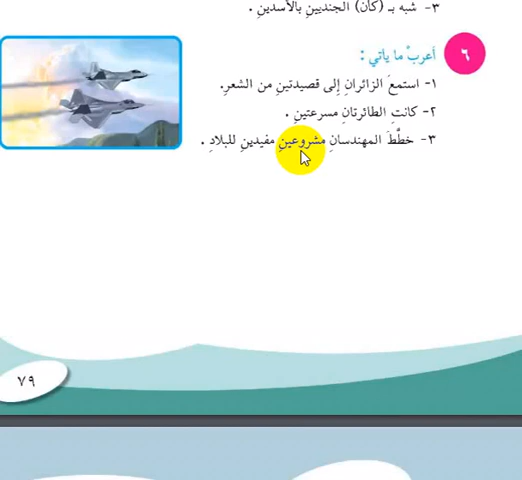 ٣- شبه بـ (كأن) الجنديينِ بالأسدينِ .
٦
أعربْ ما يأتي :
١- استمعَ الزائرانِ إلى قصيدتينِ من الشعرِ.
٢- كانتِ الطائرتانِ مسرعتينِ .
٣- خطَّطَ المهندسانِ مشروعينِ مفيدينِ للبلادِ .
٧٩